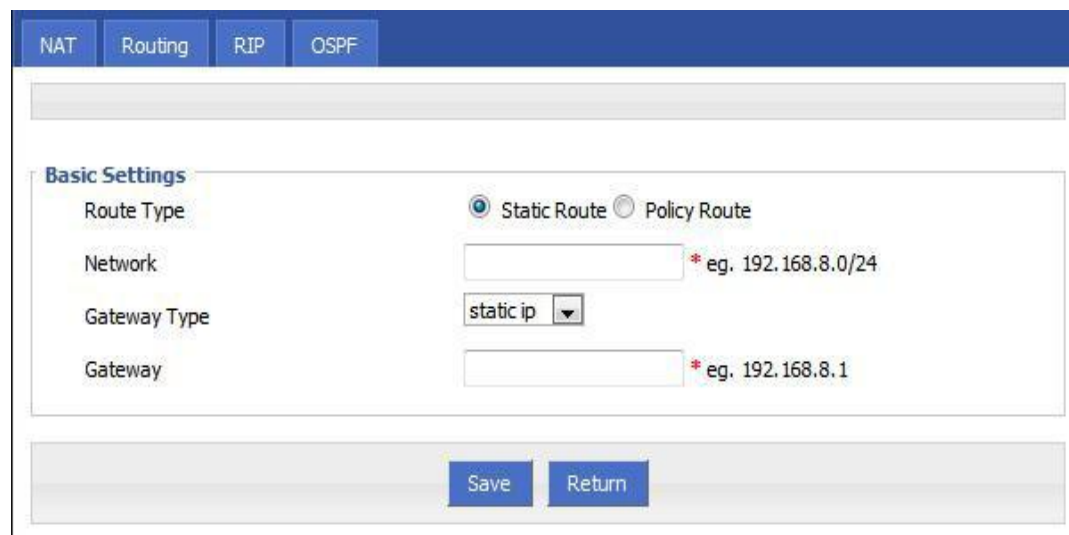 NAT Routing RIP OSPF
Basic Settings
Route Type Static Route Policy Route
Network * eg. 192.168.8.0/24
Gateway Type static ip
Gateway * eg. 192.168.8.1
Save Return